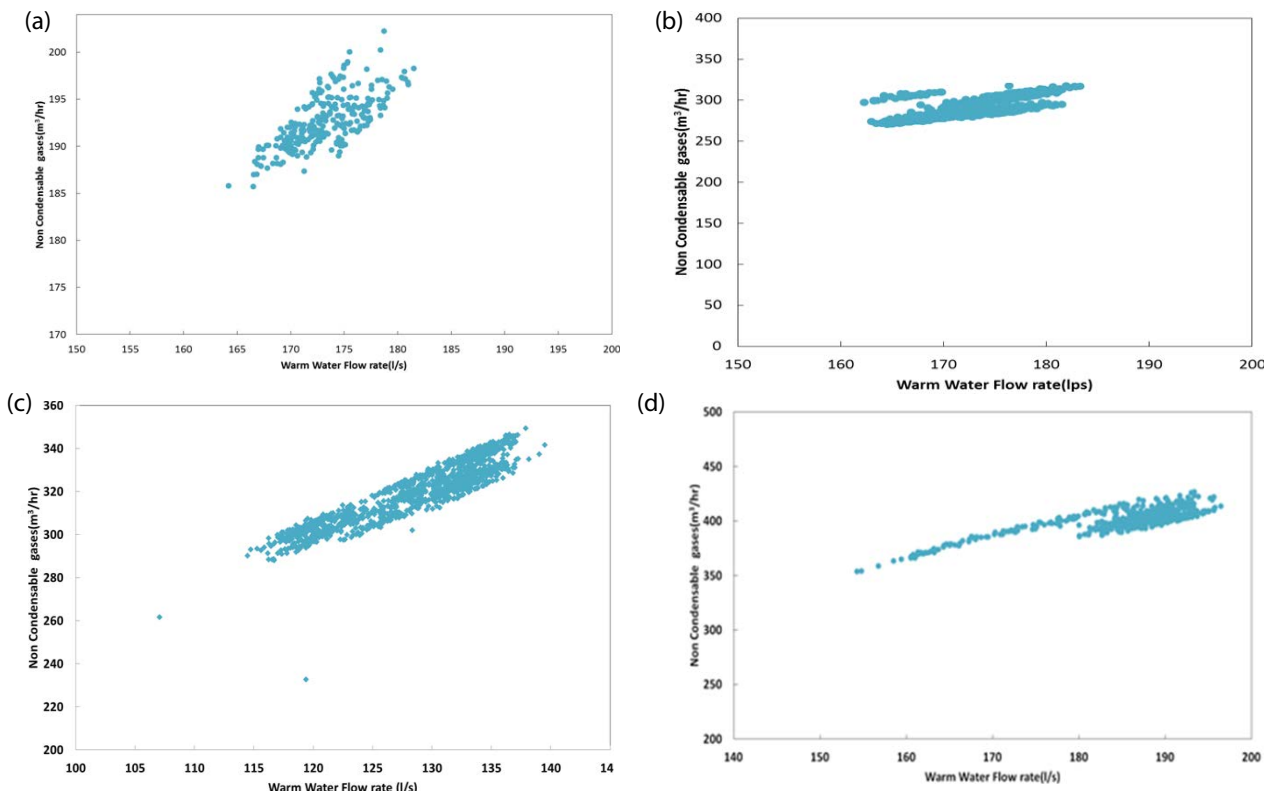 (a)
200
195
190
185
180
175
170
Non Condensable gases(m³/hr)
150 155 160 165 170 175 180 185 190 195 200
Warm Water Flow rate(l/s)
(b)
400
350
300
250
200
150
100
50
0
Non Condensable gases(m³/hr)
150 160 170 180 190 200
Warm Water Flow rate(lps)
(c)
360
340
320
300
280
260
240
220
200
Non Condensable gases(m³/hr)
100 105 110 115 120 125 130 135 140 14
Warm Water Flow rate (l/s)
(d)
500
450
400
350
300
250
200
Non Condensable gases(m³/hr)
140 150 160 170 180 190 200
Warm Water Flow rate(l/s)